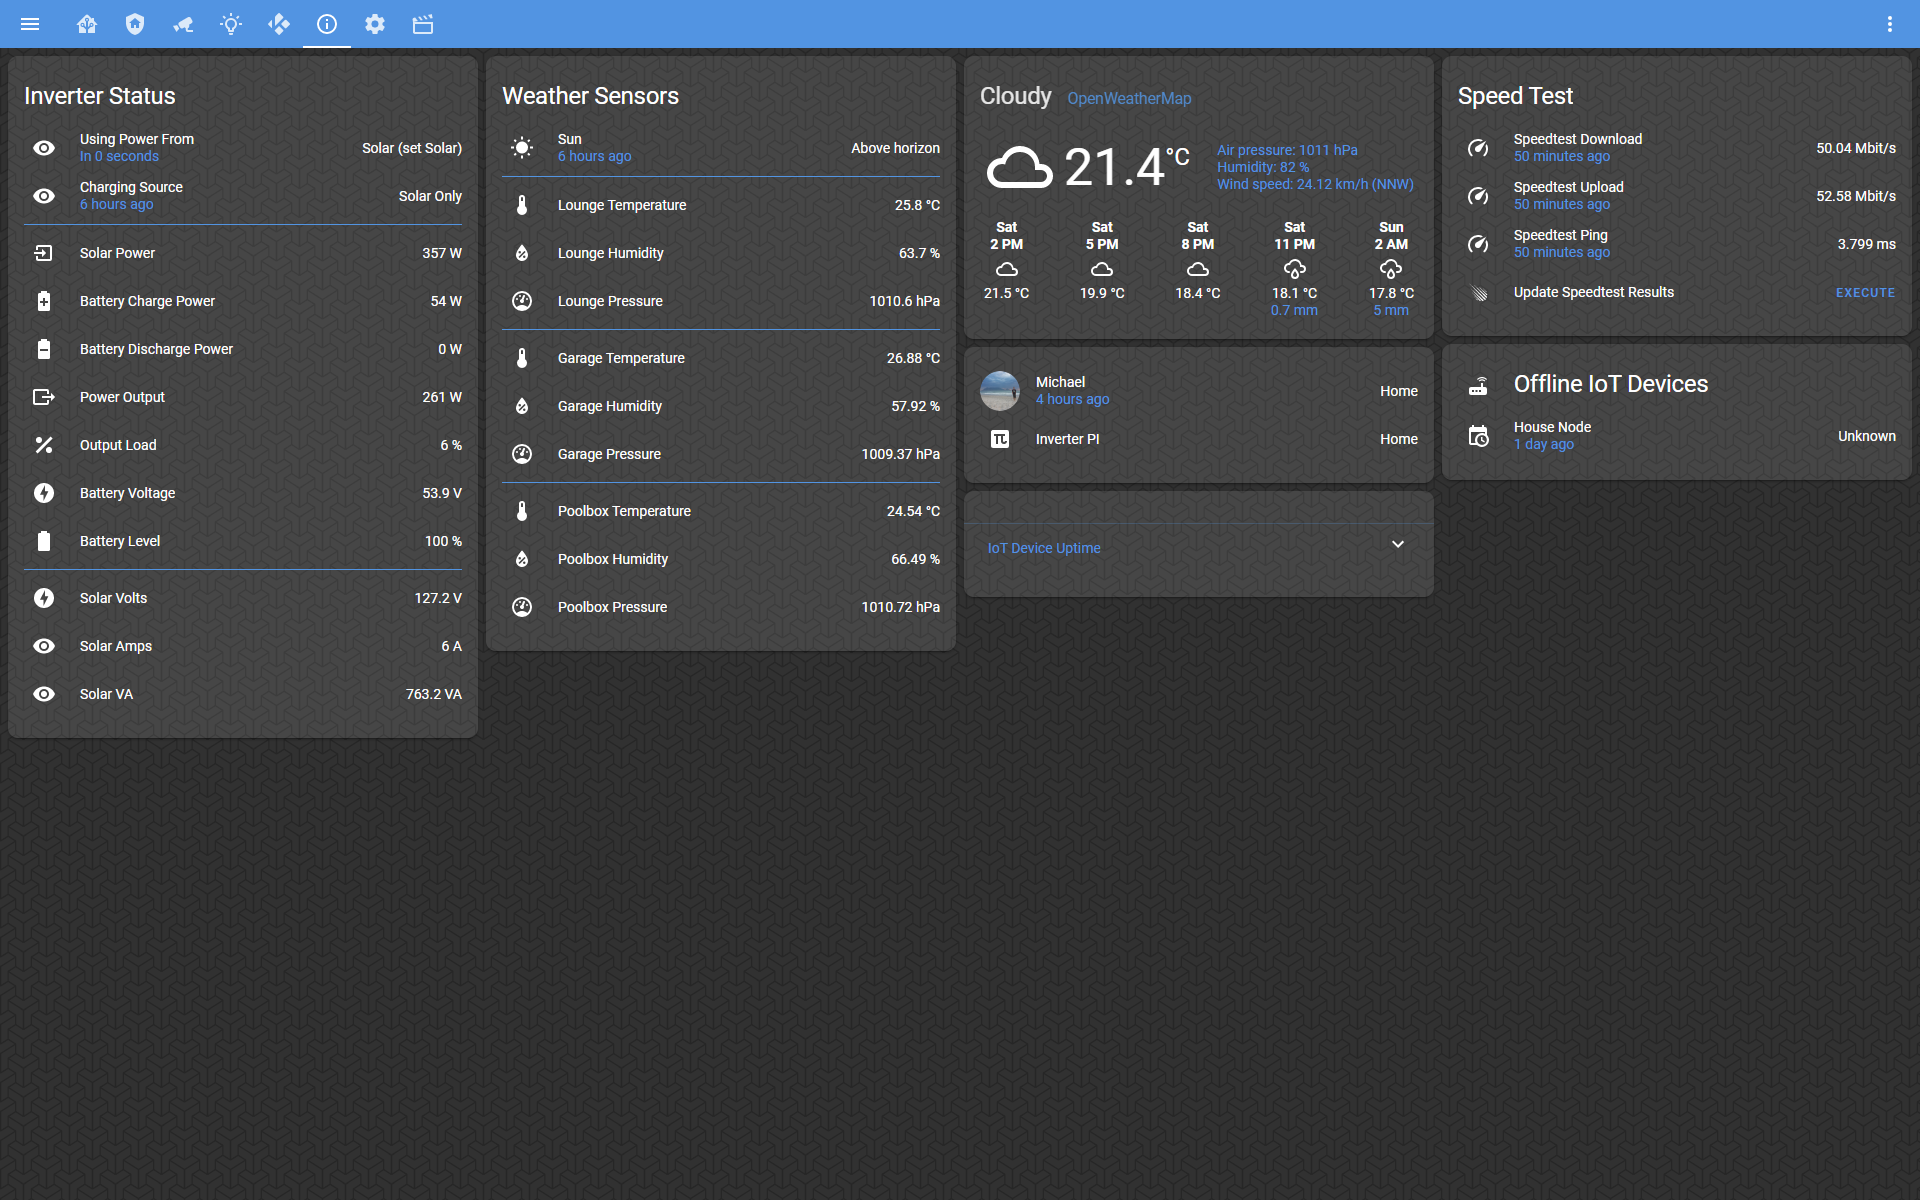 Inverter Status
Using Power From
In 0 seconds
Solar (set Solar)
Charging Source
6 hours ago
Solar Only
Solar Power 357 W
Battery Charge Power 54 W
Battery Discharge Power 0 W
Power Output 261 W
Output Load 6 %
Battery Voltage 53.9 V
Battery Level 100 %
Solar Volts 127.2 V
Solar Amps 6 A
Solar VA 763.2 VA
Weather Sensors
Sun
6 hours ago
Above horizon
Lounge Temperature 25.8 °C
Lounge Humidity 63.7 %
Lounge Pressure 1010.6 hPa
Garage Temperature 26.88 °C
Garage Humidity 57.92 %
Garage Pressure 1009.37 hPa
Poolbox Temperature 24.54 °C
Poolbox Humidity 66.49 %
Poolbox Pressure 1010.72 hPa
Cloudy OpenWeatherMap
21.4 °C
Air pressure: 1011 hPa
Humidity: 82 %
Wind speed: 24.12 km/h (NNW)
Sat Sat Sat Sat Sun
2 PM 5 PM 8 PM 11 PM 2 AM
21.5 °C 19.9 °C 18.4 °C 18.1 °C 17.8 °C
0.7 mm 5 mm
Michael
4 hours ago
Home
Inverter PI Home
IoT Device Uptime
Speed Test
Speedtest Download
50 minutes ago
50.04 Mbit/s
Speedtest Upload
50 minutes ago
52.58 Mbit/s
Speedtest Ping
50 minutes ago
3.799 ms
Update Speedtest Results EXECUTE
Offline IoT Devices
House Node
1 day ago
Unknown